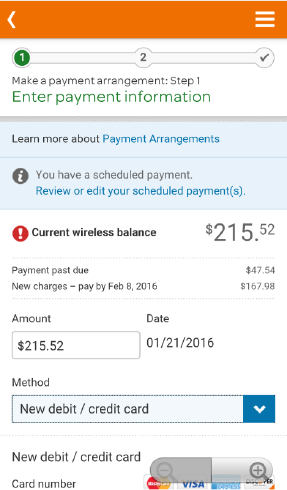 1 2
Make a payment arrangement: Step 1
Enter payment information
Learn more about Payment Arrangements
You have a scheduled payment.
Review or edit your scheduled payment(s).
Current wireless balance $215.52
Payment past due $47.54
New charges – pay by Feb 8, 2016 $167.98
Amount Date
$215.52 01/21/2016
Method
New debit / credit card
New debit / credit card
Card number VISA